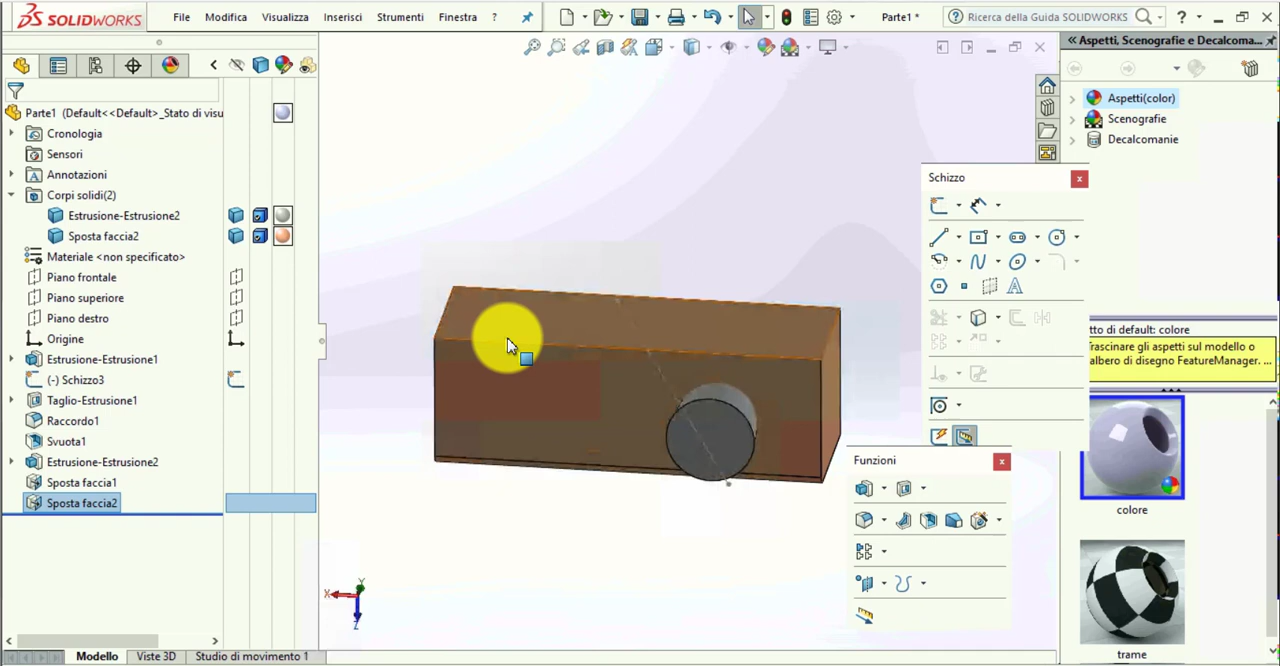 SOLIDWORKS
File Modifica Visualizza Inserisci Strumenti Finestra ?
Parte1 *
Ricerca della Guida SOLIDWORKS
?
Aspetti, Scenografie e Decalcoma...
Parte1 (Default<<Default>_Stato di visu
Cronologia
Sensori
Annotazioni
Corpi solidi(2)
Estrusione-Estrusione2
Sposta faccia2
Materiale <non specificato>
Piano frontale
Piano superiore
Piano destro
Origine
Estrusione-Estrusione1
(-) Schizzo3
Taglio-Estrusione1
Raccordo1
Svuota1
Estrusione-Estrusione2
Sposta faccia1
Sposta faccia2
X
Y
Z
Schizzo
x
Funzioni
x
Aspetti(color)
Scenografie
Decalcomanie
tto di default: colore
Trascinare gli aspetti sul modello o
albero di disegno FeatureManager. ...
colore
trame
Modello Viste 3D Studio di movimento 1